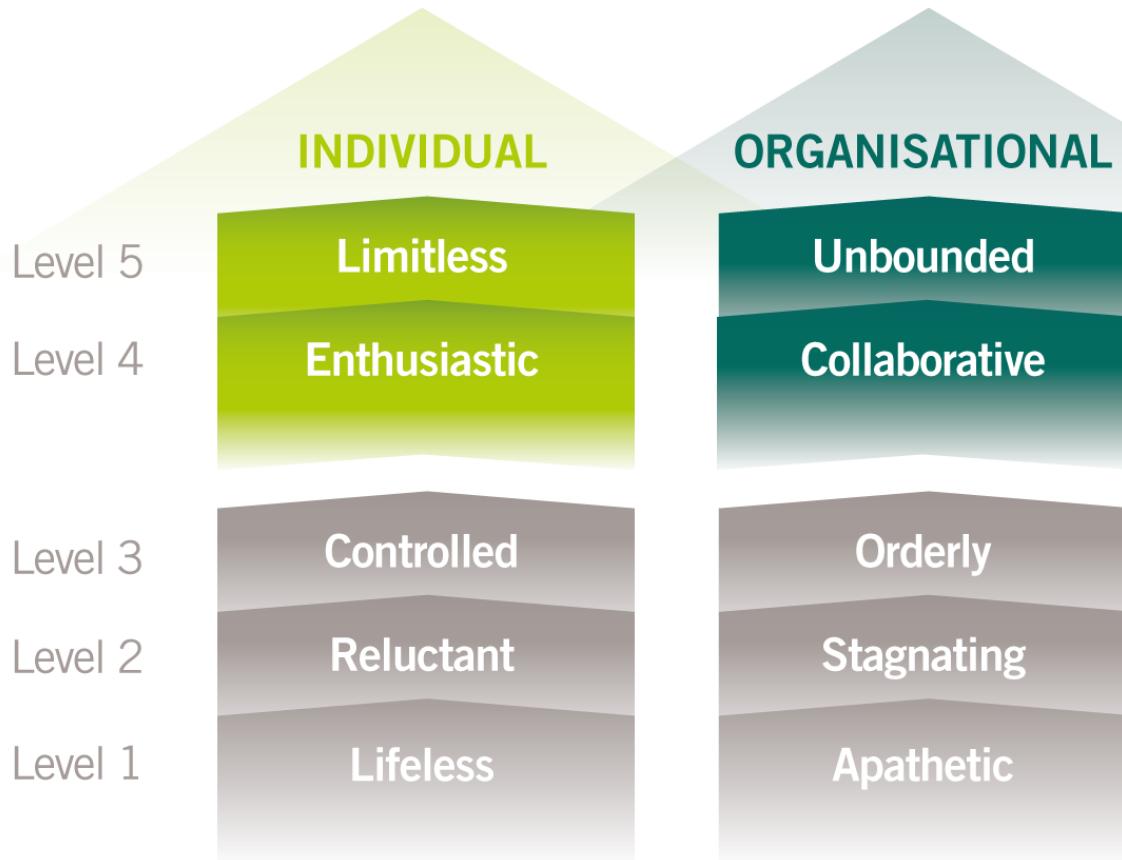 INDIVIDUAL ORGANISATIONAL
Level 5 Limitless Unbounded
Level 4 Enthusiastic Collaborative
Level 3 Controlled Orderly
Level 2 Reluctant Stagnating
Level 1 Lifeless Apathetic